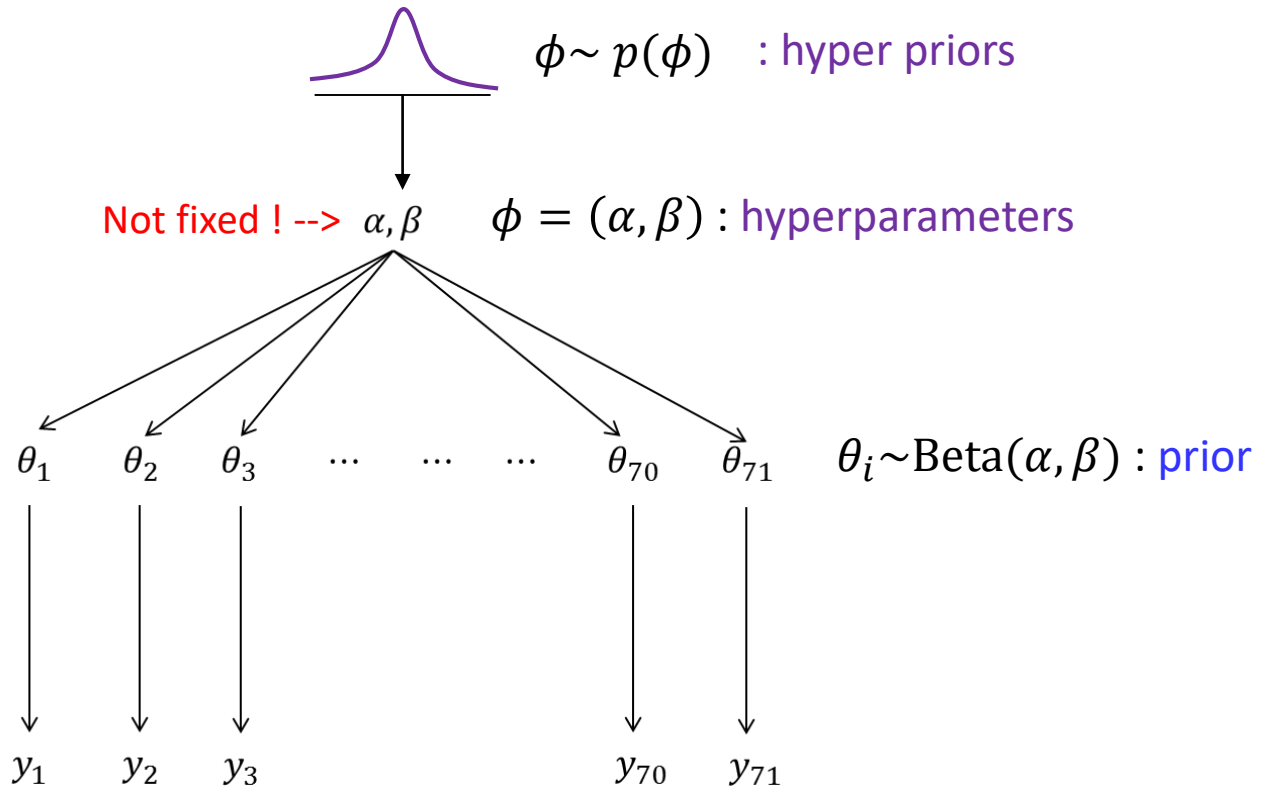 ϕ~ p(ϕ) : hyper priors
Not fixed ! --> α, β ϕ = (α, β) : hyperparameters
θ₁ θ₂ θ₃ ... ... ... θ₇₀ θ₇₁ θᵢ~Beta(α, β) : prior
y₁ y₂ y₃ y₇₀ y₇₁